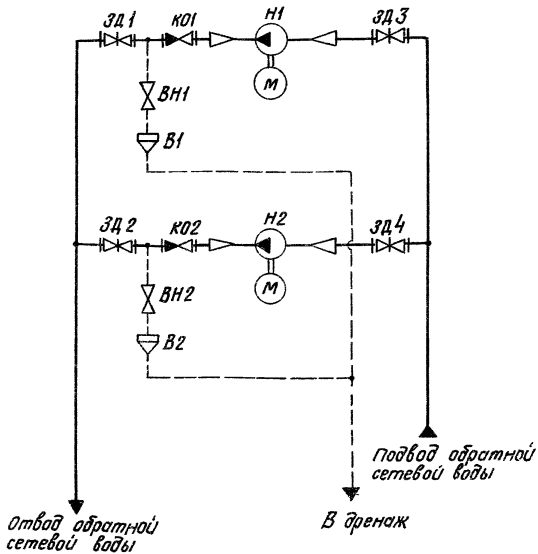 ЗД1
КО1
Н1
ЗД3
М
ВН1
В1
ЗД2
КО2
Н2
ЗД4
М
ВН2
В2
Подвод обратной
сетевой воды
Отвод обратной
сетевой воды
В дренаж